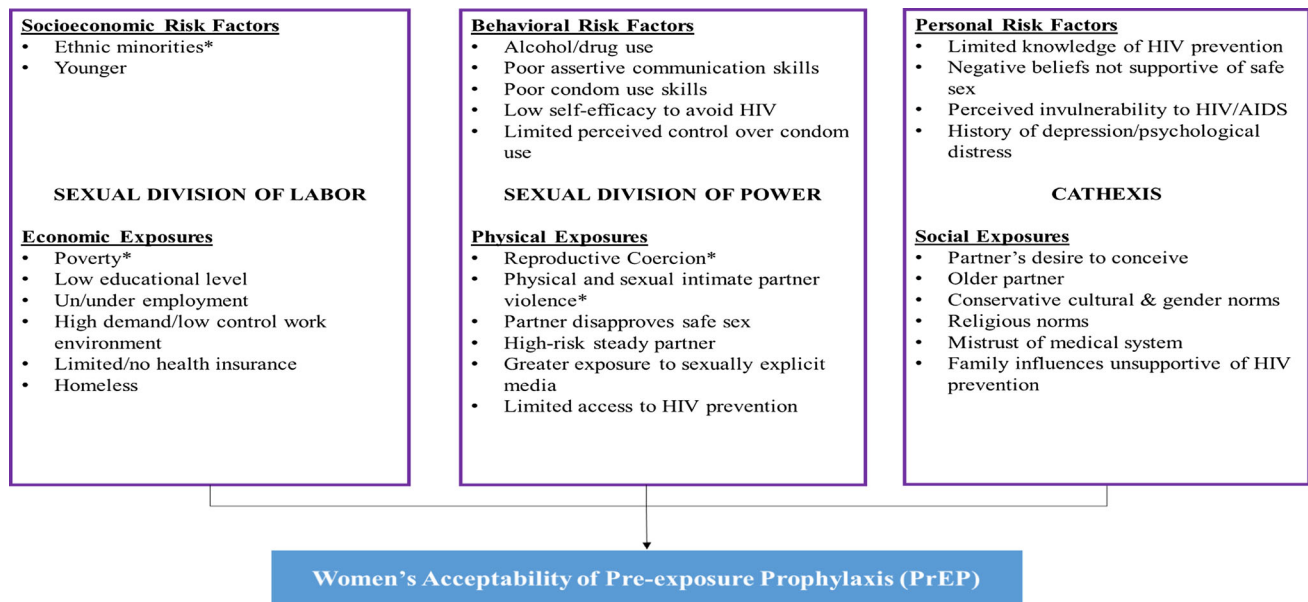 Socioeconomic Risk Factors
• Ethnic minorities*
• Younger
SEXUAL DIVISION OF LABOR
Economic Exposures
• Poverty*
• Low educational level
• Un/under employment
• High demand/low control work
environment
• Limited/no health insurance
• Homeless
Behavioral Risk Factors
• Alcohol/drug use
• Poor assertive communication skills
• Poor condom use skills
• Low self-efficacy to avoid HIV
• Limited perceived control over condom
use
SEXUAL DIVISION OF POWER
Physical Exposures
• Reproductive Coercion*
• Physical and sexual intimate partner
violence*
• Partner disapproves safe sex
• High-risk steady partner
• Greater exposure to sexually explicit
media
• Limited access to HIV prevention
Personal Risk Factors
• Limited knowledge of HIV prevention
• Negative beliefs not supportive of safe
sex
• Perceived invulnerability to HIV/AIDS
• History of depression/psychological
distress
CATHEXIS
Social Exposures
• Partner's desire to conceive
• Older partner
• Conservative cultural & gender norms
• Religious norms
• Mistrust of medical system
• Family influences unsupportive of HIV
prevention
Women's Acceptability of Pre-exposure Prophylaxis (PrEP)